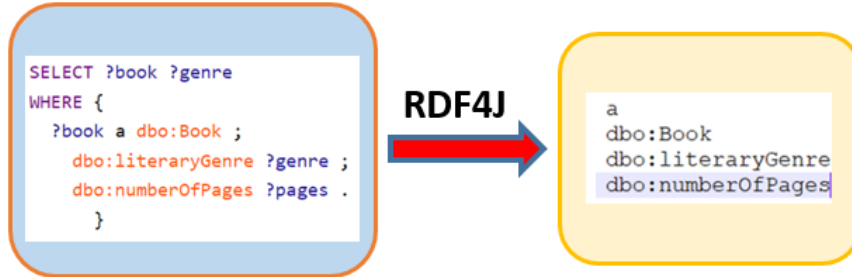 SELECT ?book ?genre
WHERE {
?book a dbo:Book ;
dbo:literaryGenre ?genre ;
dbo:numberOfPages ?pages .
}
RDF4J
a
dbo:Book
dbo:literaryGenre
dbo:numberOfPages